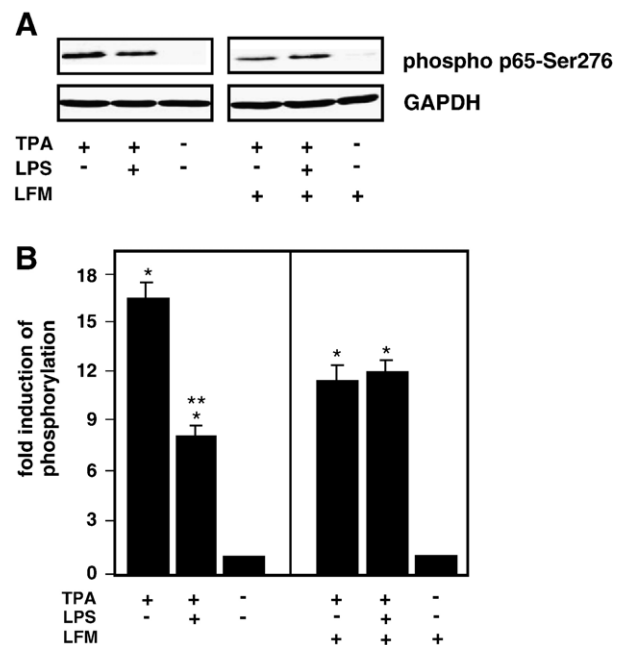 A
phospho p65-Ser276
GAPDH
TPA + + - + + -
LPS - + - - + -
LFM + + +
B
fold induction of
phosphorylation
18
15
12
9
6
3
0
*
**
*
*
*
TPA + + - + + -
LPS - + - - + -
LFM + + +